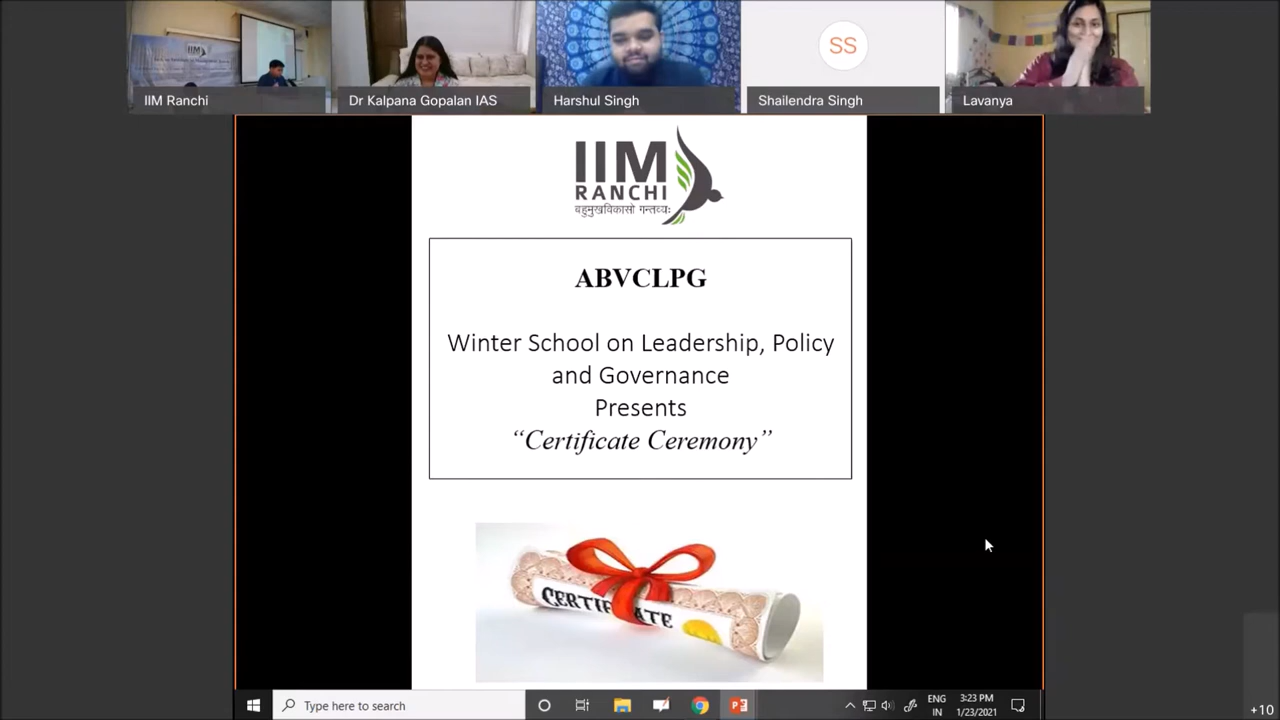 IIM Ranchi
Dr Kalpana Gopalan IAS
Harshul Singh
SS
Shailendra Singh
Lavanya
IIM
RANCHI
बहुमुखविकासो गन्तव्यः
ABVCLPG
Winter School on Leadership, Policy
and Governance
Presents
“Certificate Ceremony”
CERTIFICATE
Type here to search
ENG
IN
3:23 PM
1/23/2021
+10